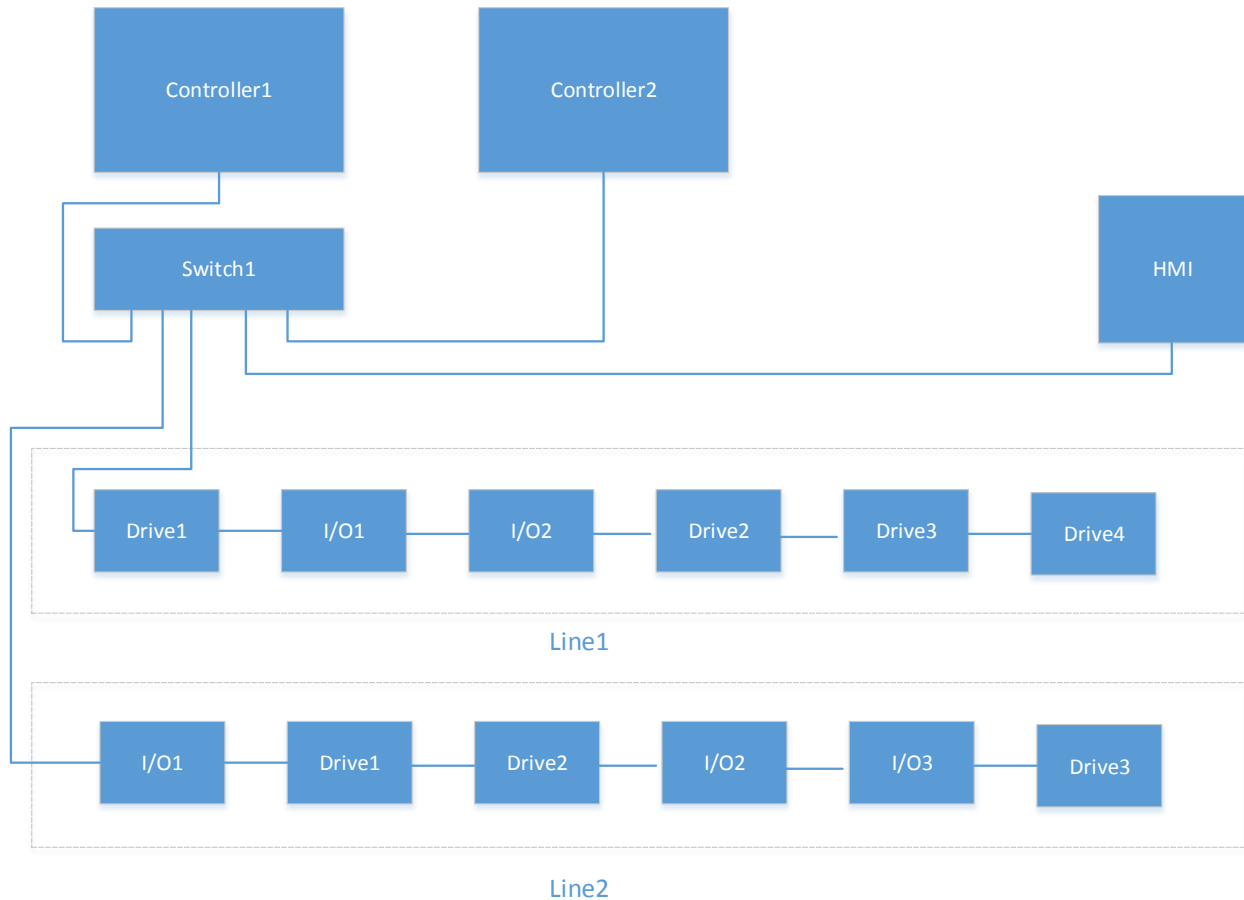 Controller1
Controller2
Switch1
HMI
Drive1
I/O1
I/O2
Drive2
Drive3
Drive4
Line1
I/O1
Drive1
Drive2
I/O2
I/O3
Drive3
Line2